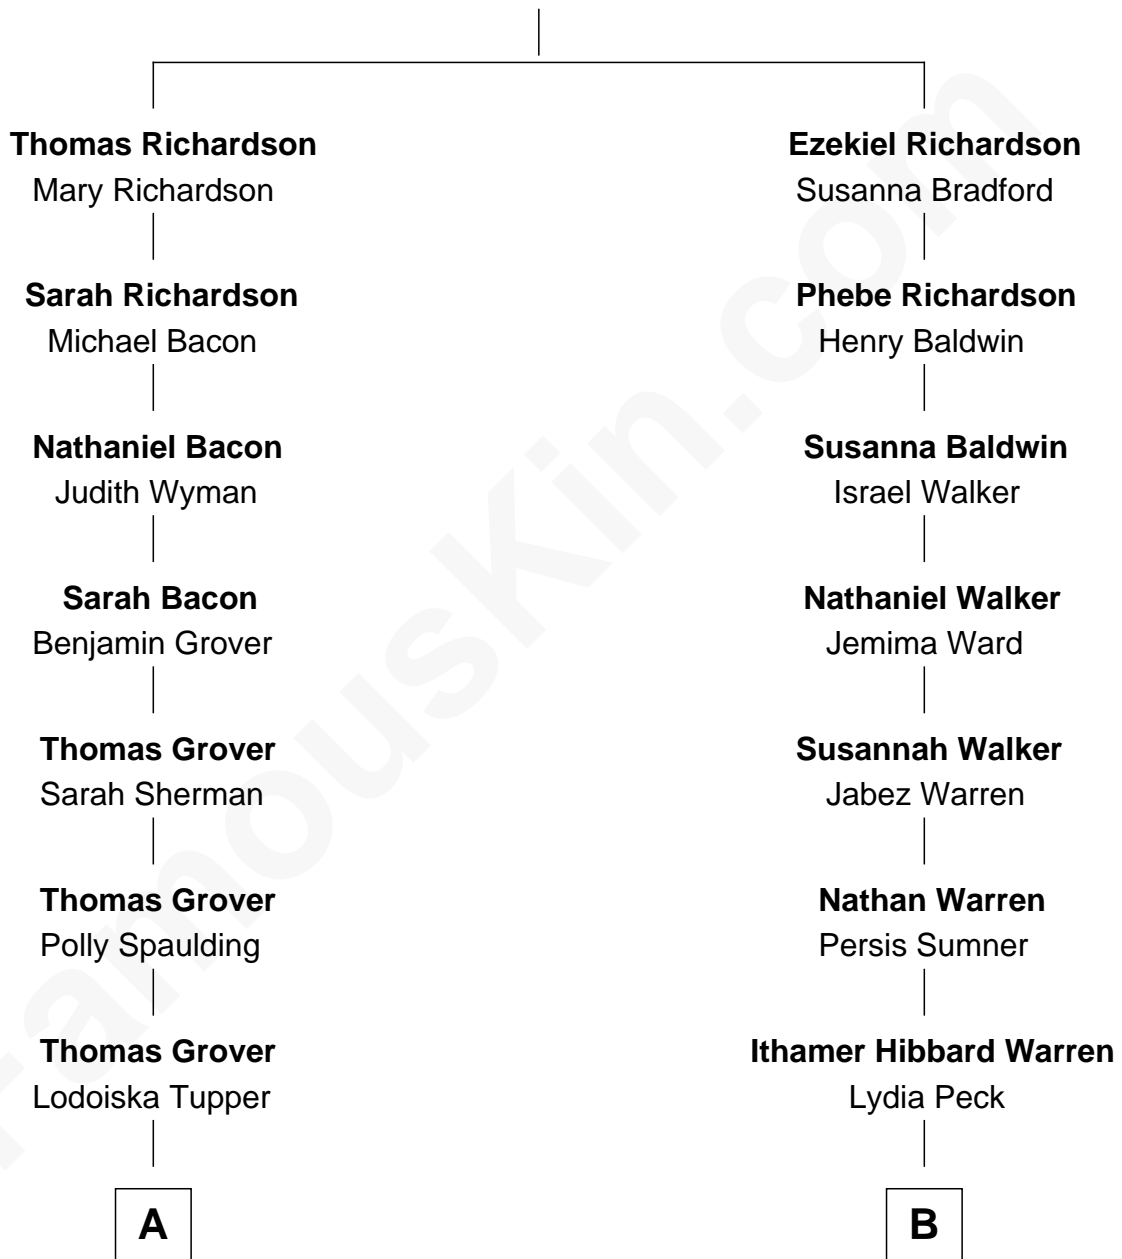 Thomas Richardson
Mary Richardson
Sarah Richardson
Michael Bacon
Nathaniel Bacon
Judith Wyman
Sarah Bacon
Benjamin Grover
Thomas Grover
Sarah Sherman
Thomas Grover
Polly Spaulding
Thomas Grover
Lodoiska Tupper
A
Ezekiel Richardson
Susanna Bradford
Phebe Richardson
Henry Baldwin
Susanna Baldwin
Israel Walker
Nathaniel Walker
Jemima Ward
Susannah Walker
Jabez Warren
Nathan Warren
Persis Sumner
Ithamer Hibbard Warren
Lydia Peck
B
FamousKin.com